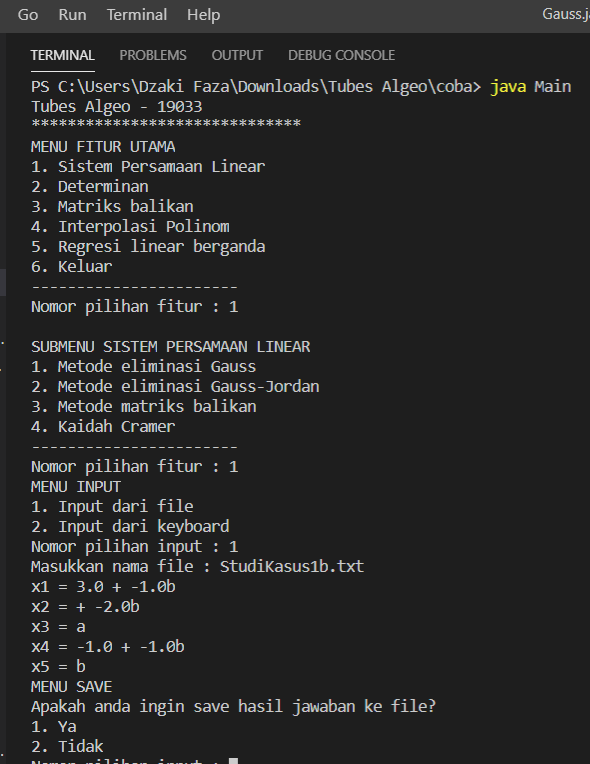 Go Run Terminal Help Gauss.j
TERMINAL PROBLEMS OUTPUT DEBUG CONSOLE
PS C:\Users\Dzaki Faza\Downloads\Tubes Algeo\coba> java Main
Tubes Algeo - 19033
******************************
MENU FITUR UTAMA
1. Sistem Persamaan Linear
2. Determinan
3. Matriks balikan
4. Interpolasi Polinom
5. Regresi linear berganda
6. Keluar
-----------------------
Nomor pilihan fitur : 1
SUBMENU SISTEM PERSAMAAN LINEAR
1. Metode eliminasi Gauss
2. Metode eliminasi Gauss-Jordan
3. Metode matriks balikan
4. Kaidah Cramer
-----------------------
Nomor pilihan fitur : 1
MENU INPUT
1. Input dari file
2. Input dari keyboard
Nomor pilihan input : 1
Masukkan nama file : StudiKasus1b.txt
x1 = 3.0 + -1.0b
x2 = + -2.0b
x3 = a
x4 = -1.0 + -1.0b
x5 = b
MENU SAVE
Apakah anda ingin save hasil jawaban ke file?
1. Ya
2. Tidak
Nomor pilihan input :